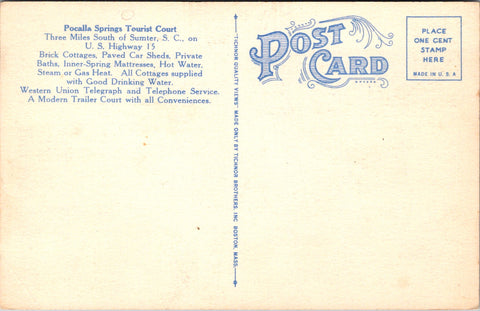 Pocalla Springs Tourist Court
Three Miles South of Sumter, S. C., on
U. S. Highway 15
Brick Cottages, Paved Car Sheds, Private
Baths, Inner-Spring Mattresses, Hot Water,
Steam or Gas Heat. All Cottages supplied
with Good Drinking Water.
Western Union Telegraph and Telephone Service.
A Modern Trailer Court with all Conveniences.
"TICHNOR QUALITY VIEWS" MADE ONLY BY TICHNOR BROTHERS, INC. BOSTON, MASS.
POST
CARD
PLACE
ONE CENT
STAMP
HERE
MADE IN U.S.A